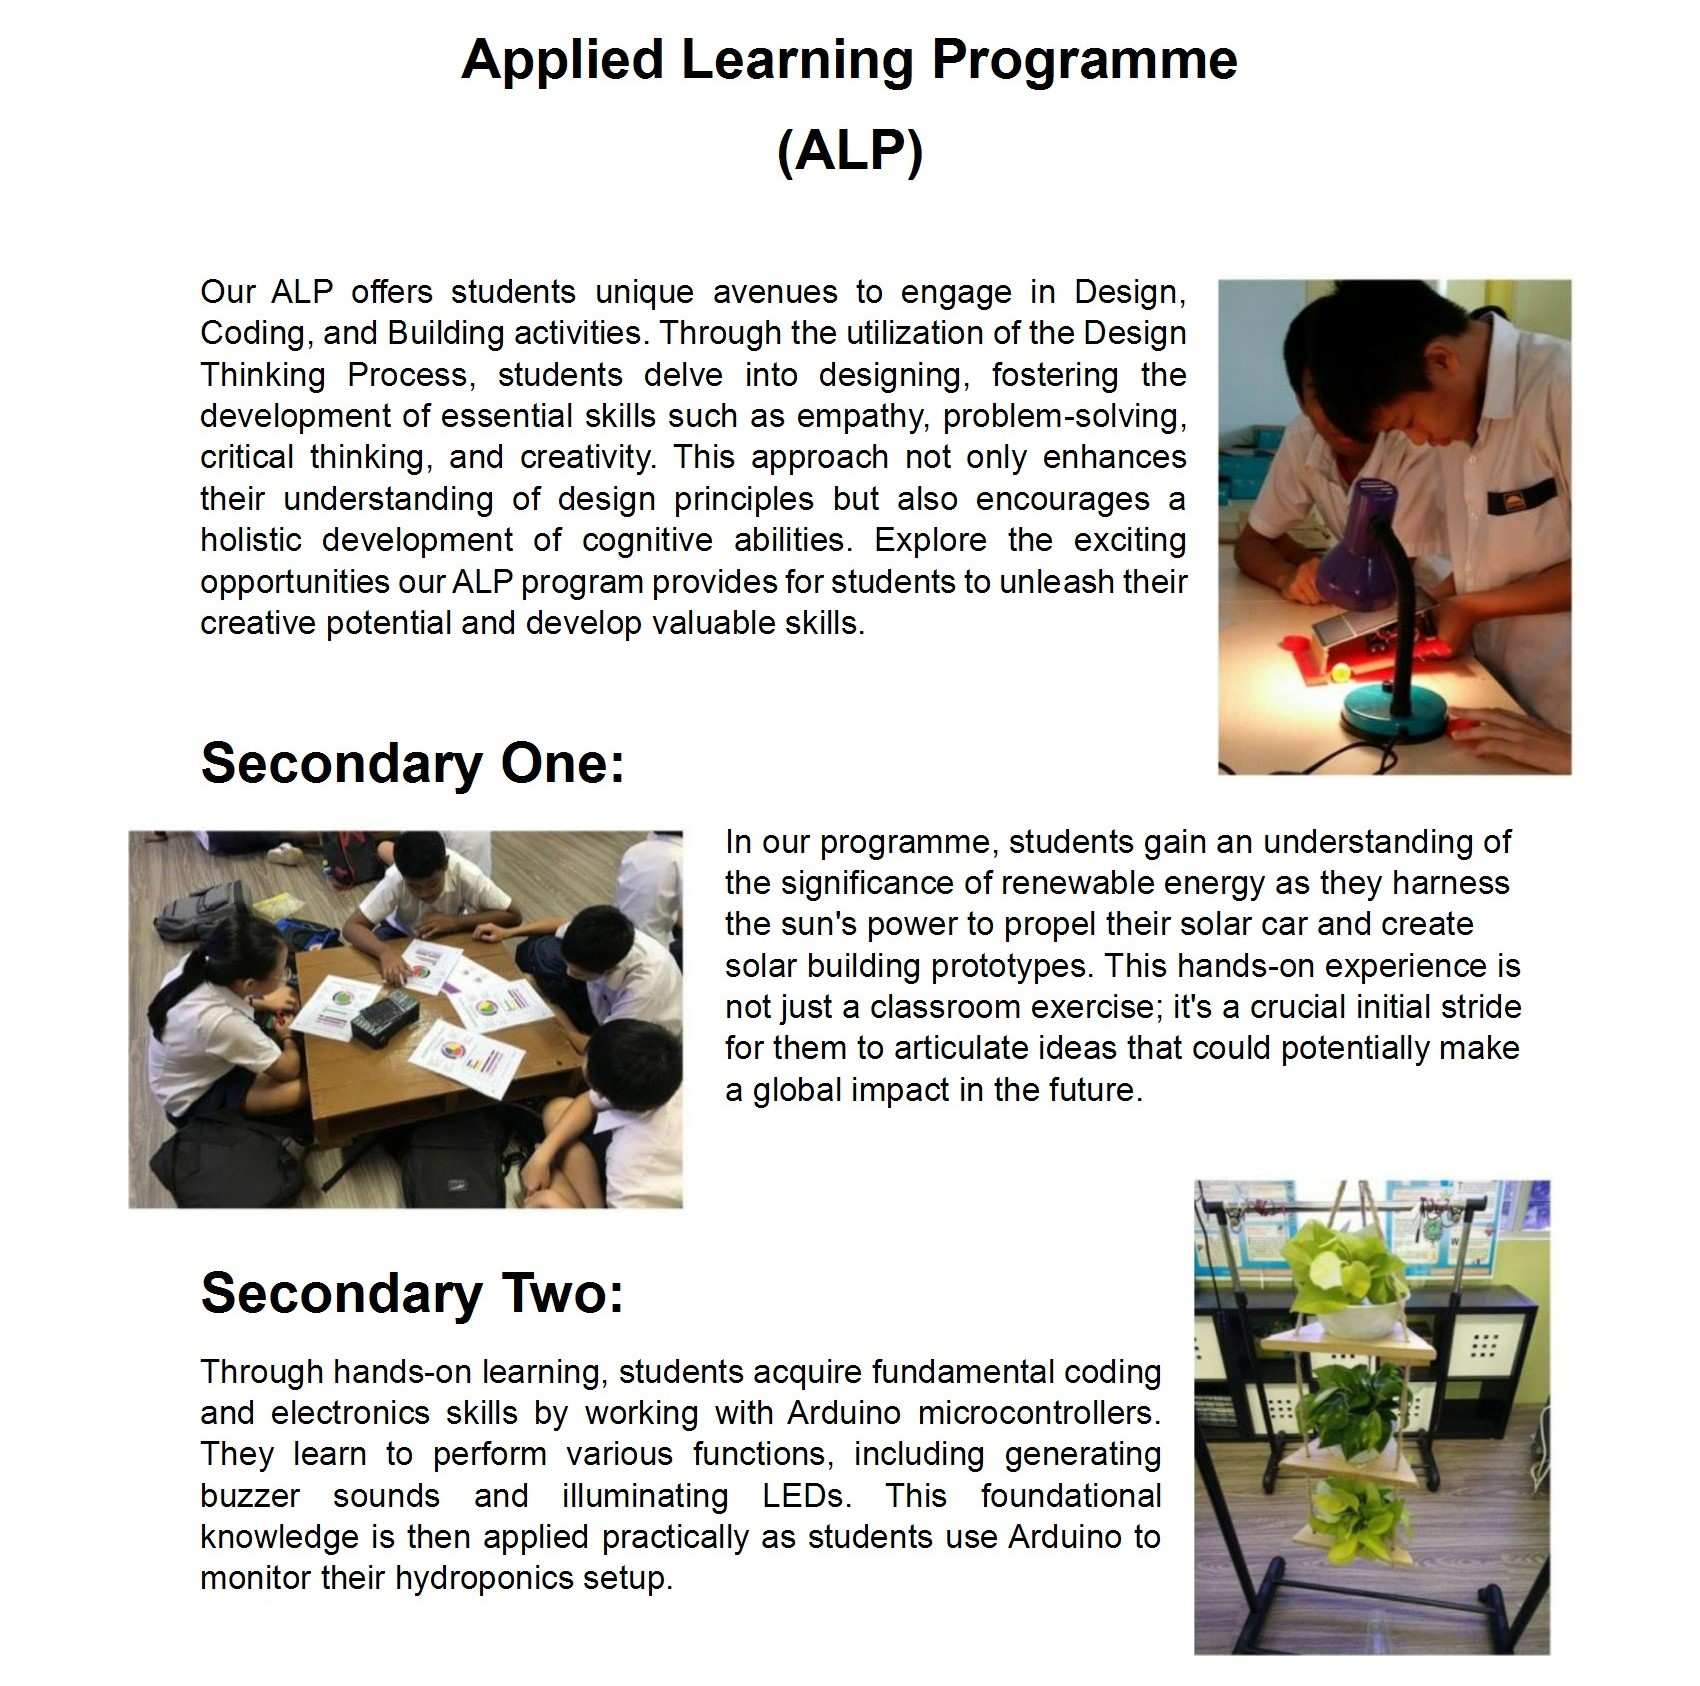 Applied Learning Programme
(ALP)
Our ALP offers students unique avenues to engage in Design,
Coding, and Building activities. Through the utilization of the Design
Thinking Process, students delve into designing, fostering the
development of essential skills such as empathy, problem-solving,
critical thinking, and creativity. This approach not only enhances
their understanding of design principles but also encourages a
holistic development of cognitive abilities. Explore the exciting
opportunities our ALP program provides for students to unleash their
creative potential and develop valuable skills.
Secondary One:
In our programme, students gain an understanding of
the significance of renewable energy as they harness
the sun's power to propel their solar car and create
solar building prototypes. This hands-on experience is
not just a classroom exercise; it's a crucial initial stride
for them to articulate ideas that could potentially make
a global impact in the future.
Secondary Two:
Through hands-on learning, students acquire fundamental coding
and electronics skills by working with Arduino microcontrollers.
They learn to perform various functions, including generating
buzzer sounds and illuminating LEDs. This foundational
knowledge is then applied practically as students use Arduino to
monitor their hydroponics setup.